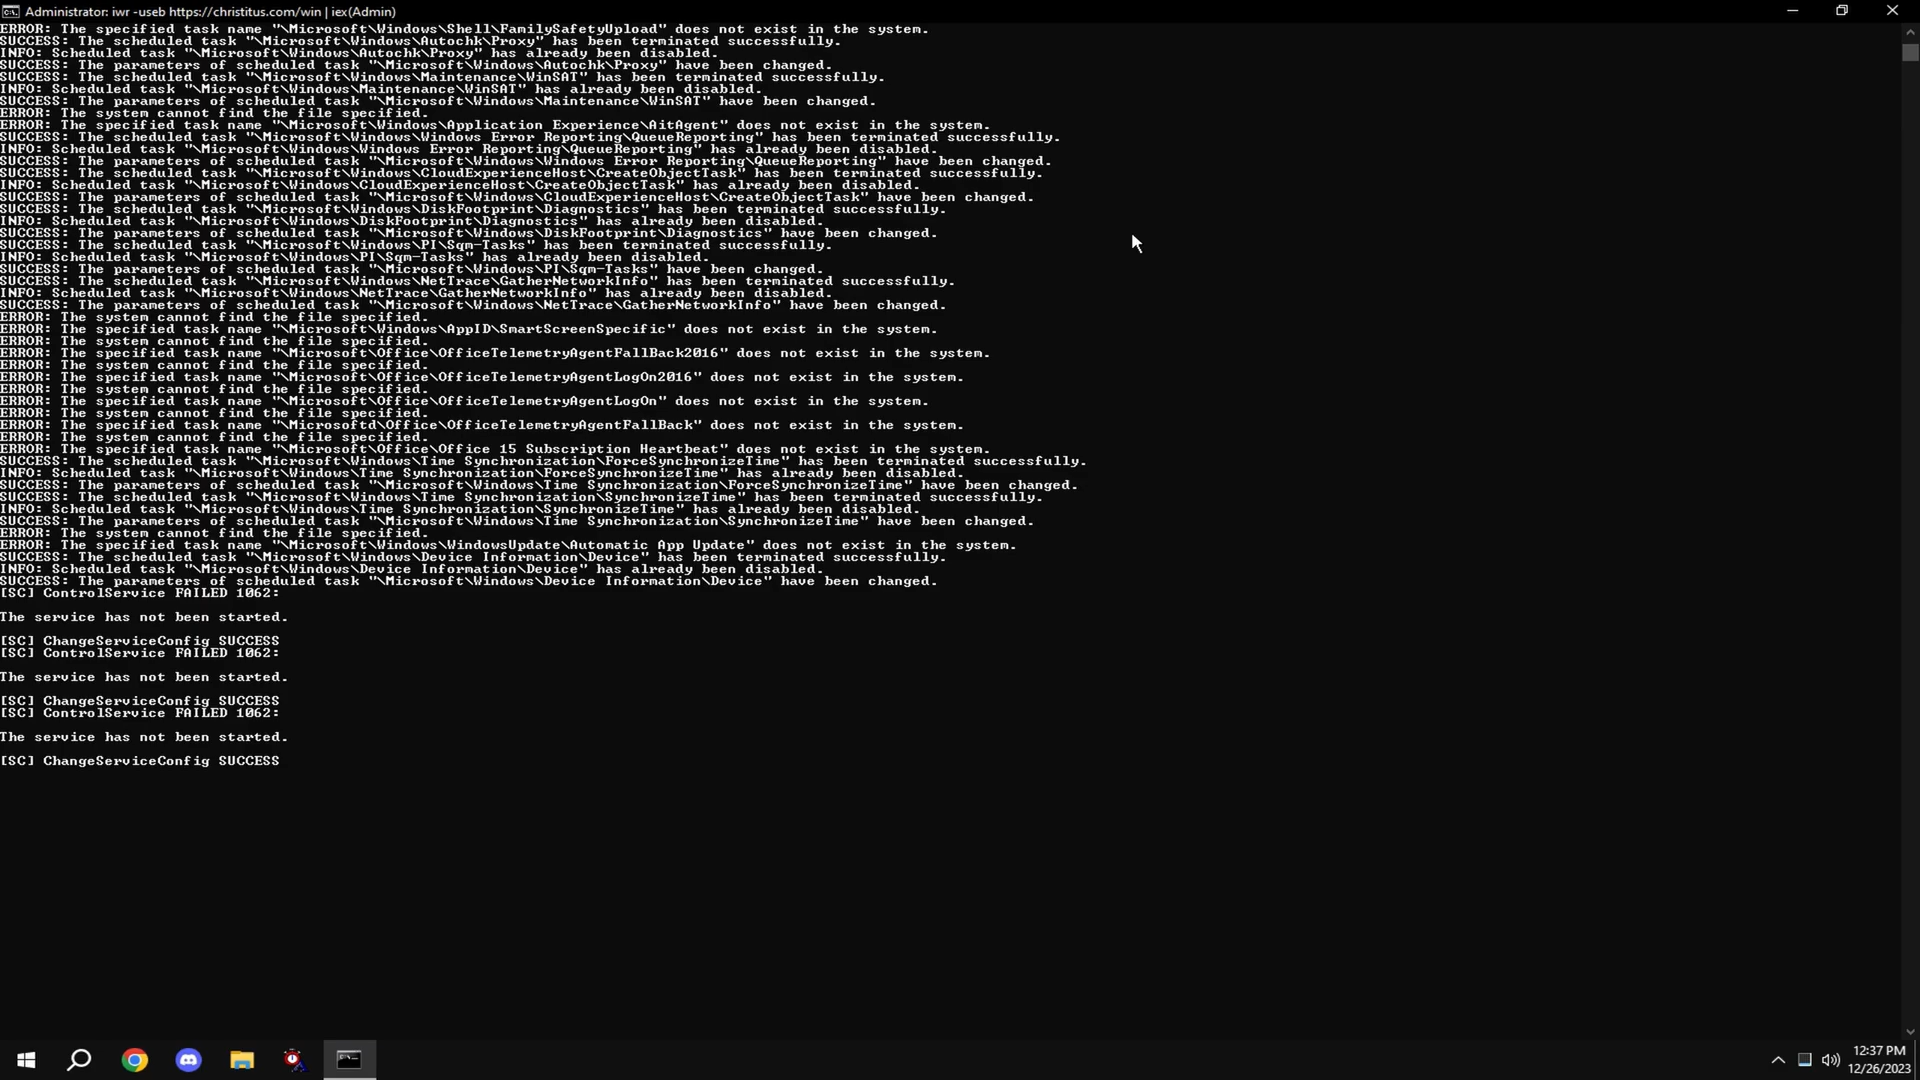 Administrator: iwr -useb https://christitus.com/win | iex(Admin)
ERROR: The specified task name "\Microsoft\Windows\Shell\FamilySafetyUpload" does not exist in the system.
SUCCESS: The scheduled task "\Microsoft\Windows\Autochk\Proxy" has been terminated successfully.
INFO: Scheduled task "\Microsoft\Windows\Autochk\Proxy" has already been disabled.
SUCCESS: The parameters of scheduled task "\Microsoft\Windows\Autochk\Proxy" have been changed.
SUCCESS: The scheduled task "\Microsoft\Windows\Maintenance\WinSAT" has been terminated successfully.
INFO: Scheduled task "\Microsoft\Windows\Maintenance\WinSAT" has already been disabled.
SUCCESS: The parameters of scheduled task "\Microsoft\Windows\Maintenance\WinSAT" have been changed.
ERROR: The system cannot find the file specified.
ERROR: The specified task name "\Microsoft\Windows\Application Experience\AitAgent" does not exist in the system.
SUCCESS: The scheduled task "\Microsoft\Windows\Windows Error Reporting\QueueReporting" has been terminated successfully.
INFO: Scheduled task "\Microsoft\Windows\Windows Error Reporting\QueueReporting" has already been disabled.
SUCCESS: The parameters of scheduled task "\Microsoft\Windows\Windows Error Reporting\QueueReporting" have been changed.
SUCCESS: The scheduled task "\Microsoft\Windows\CloudExperienceHost\CreateObjectTask" has been terminated successfully.
INFO: Scheduled task "\Microsoft\Windows\CloudExperienceHost\CreateObjectTask" has already been disabled.
SUCCESS: The parameters of scheduled task "\Microsoft\Windows\CloudExperienceHost\CreateObjectTask" have been changed.
SUCCESS: The scheduled task "\Microsoft\Windows\DiskFootprint\Diagnostics" has been terminated successfully.
INFO: Scheduled task "\Microsoft\Windows\DiskFootprint\Diagnostics" has already been disabled.
SUCCESS: The parameters of scheduled task "\Microsoft\Windows\DiskFootprint\Diagnostics" have been changed.
SUCCESS: The scheduled task "\Microsoft\Windows\PI\Sqm-Tasks" has been terminated successfully.
INFO: Scheduled task "\Microsoft\Windows\PI\Sqm-Tasks" has already been disabled.
SUCCESS: The parameters of scheduled task "\Microsoft\Windows\PI\Sqm-Tasks" have been changed.
SUCCESS: The scheduled task "\Microsoft\Windows\NetTrace\GatherNetworkInfo" has been terminated successfully.
INFO: Scheduled task "\Microsoft\Windows\NetTrace\GatherNetworkInfo" has already been disabled.
SUCCESS: The parameters of scheduled task "\Microsoft\Windows\NetTrace\GatherNetworkInfo" have been changed.
ERROR: The system cannot find the file specified.
ERROR: The specified task name "\Microsoft\Windows\AppID\SmartScreenSpecific" does not exist in the system.
ERROR: The system cannot find the file specified.
ERROR: The specified task name "\Microsoft\Office\OfficeTelemetryAgentFallBack2016" does not exist in the system.
ERROR: The system cannot find the file specified.
ERROR: The specified task name "\Microsoft\Office\OfficeTelemetryAgentLogOn2016" does not exist in the system.
ERROR: The system cannot find the file specified.
ERROR: The specified task name "\Microsoft\Office\OfficeTelemetryAgentLogOn" does not exist in the system.
ERROR: The system cannot find the file specified.
ERROR: The specified task name "\Microsoftd\Office\OfficeTelemetryAgentFallBack" does not exist in the system.
ERROR: The system cannot find the file specified.
ERROR: The specified task name "\Microsoft\Office\Office 15 Subscription Heartbeat" does not exist in the system.
SUCCESS: The scheduled task "\Microsoft\Windows\Time Synchronization\ForceSynchronizeTime" has been terminated successfully.
INFO: Scheduled task "\Microsoft\Windows\Time Synchronization\ForceSynchronizeTime" has already been disabled.
SUCCESS: The parameters of scheduled task "\Microsoft\Windows\Time Synchronization\ForceSynchronizeTime" have been changed.
SUCCESS: The scheduled task "\Microsoft\Windows\Time Synchronization\SynchronizeTime" has been terminated successfully.
INFO: Scheduled task "\Microsoft\Windows\Time Synchronization\SynchronizeTime" has already been disabled.
SUCCESS: The parameters of scheduled task "\Microsoft\Windows\Time Synchronization\SynchronizeTime" have been changed.
ERROR: The system cannot find the file specified.
ERROR: The specified task name "\Microsoft\Windows\WindowsUpdate\Automatic App Update" does not exist in the system.
SUCCESS: The scheduled task "\Microsoft\Windows\Device Information\Device" has been terminated successfully.
INFO: Scheduled task "\Microsoft\Windows\Device Information\Device" has already been disabled.
SUCCESS: The parameters of scheduled task "\Microsoft\Windows\Device Information\Device" have been changed.
[SC] ControlService FAILED 1062:
The service has not been started.
[SC] ChangeServiceConfig SUCCESS
[SC] ControlService FAILED 1062:
The service has not been started.
[SC] ChangeServiceConfig SUCCESS
[SC] ControlService FAILED 1062:
The service has not been started.
[SC] ChangeServiceConfig SUCCESS
12:37 PM
12/26/2023